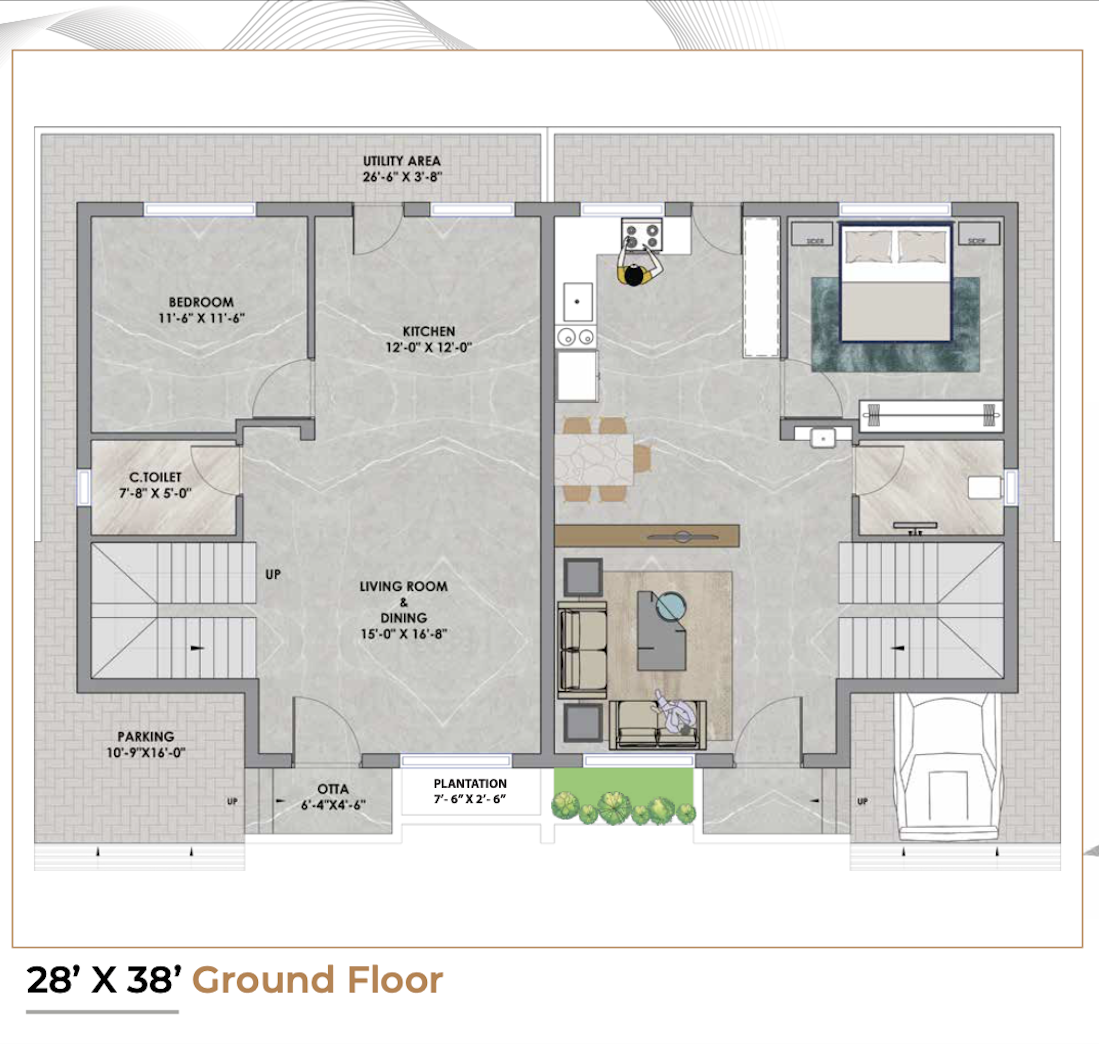 UTILITY AREA
26'-6" X 3'-8"
BEDROOM
11'-6" X 11'-6"
KITCHEN
12'-0" X 12'-0"
SIDER
SIDER
C.TOILET
7'-8" X 5'-0"
UP
LIVING ROOM
&
DINING
15'-0" X 16'-8"
PARKING
10'-9"X16'-0"
UP
OTTA
6'-4"X4'-6"
PLANTATION
7'- 6" X 2'- 6"
UP
28' X 38' Ground Floor